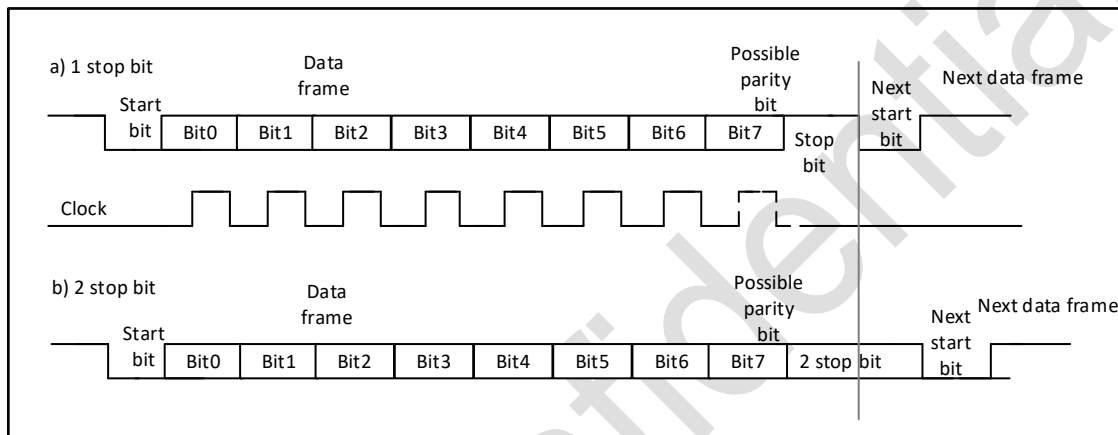 a) 1 stop bit
Data
frame
Possible
parity
bit
Start
bit
Bit0 Bit1 Bit2 Bit3 Bit4 Bit5 Bit6 Bit7
Stop
bit
Next
start
bit
Next data frame
Clock
b) 2 stop bit
Data
frame
Possible
parity
bit
Start
bit
Bit0 Bit1 Bit2 Bit3 Bit4 Bit5 Bit6 Bit7 2 stop bit
Next
start
bit
Next data frame